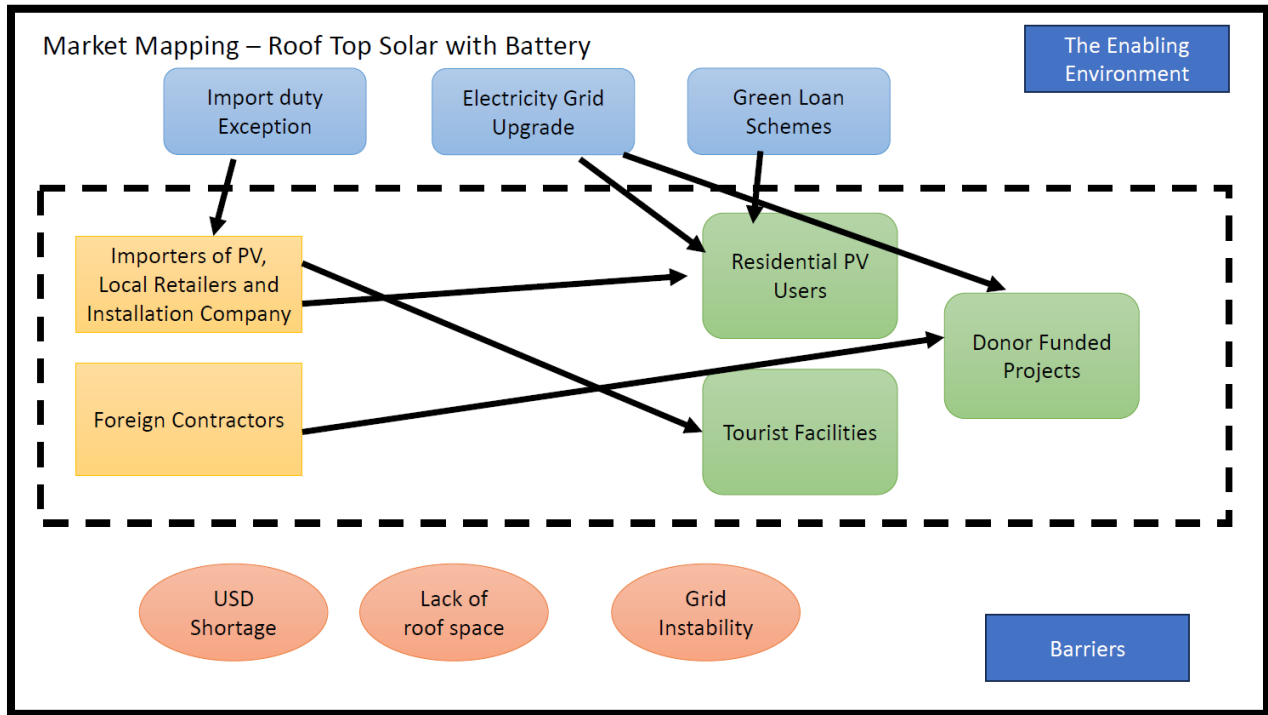 Market Mapping – Roof Top Solar with Battery
The Enabling
Environment
Import duty
Exception
Electricity Grid
Upgrade
Green Loan
Schemes
Importers of PV,
Local Retailers and
Installation Company
Residential PV
Users
Donor Funded
Projects
Foreign Contractors
Tourist Facilities
USD
Shortage
Lack of
roof space
Grid
Instability
Barriers